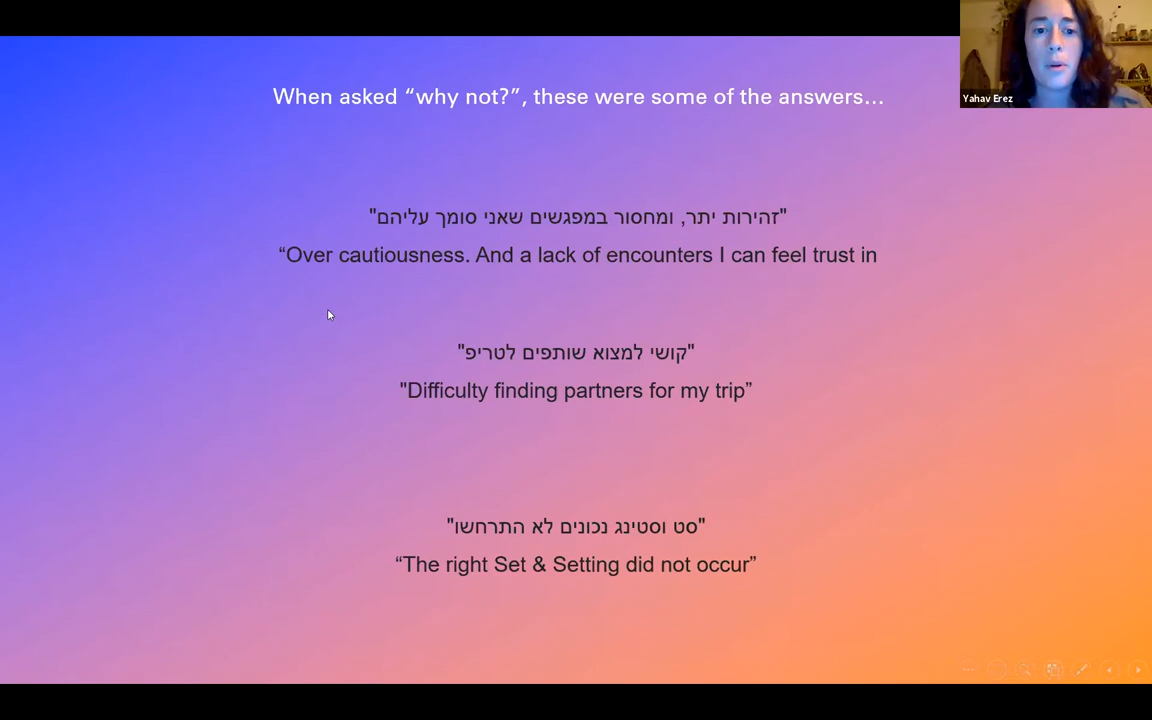 When asked “why not?”, these were some of the answers…
Yahav Erez
"זהירות יתר, ומחסור במפגשים שאני סומך עליהם"
“Over cautiousness. And a lack of encounters I can feel trust in
"קושי למצוא שותפים לטריפ"
"Difficulty finding partners for my trip”
"סט וסטינג נכונים לא התרחשו"
“The right Set & Setting did not occur”